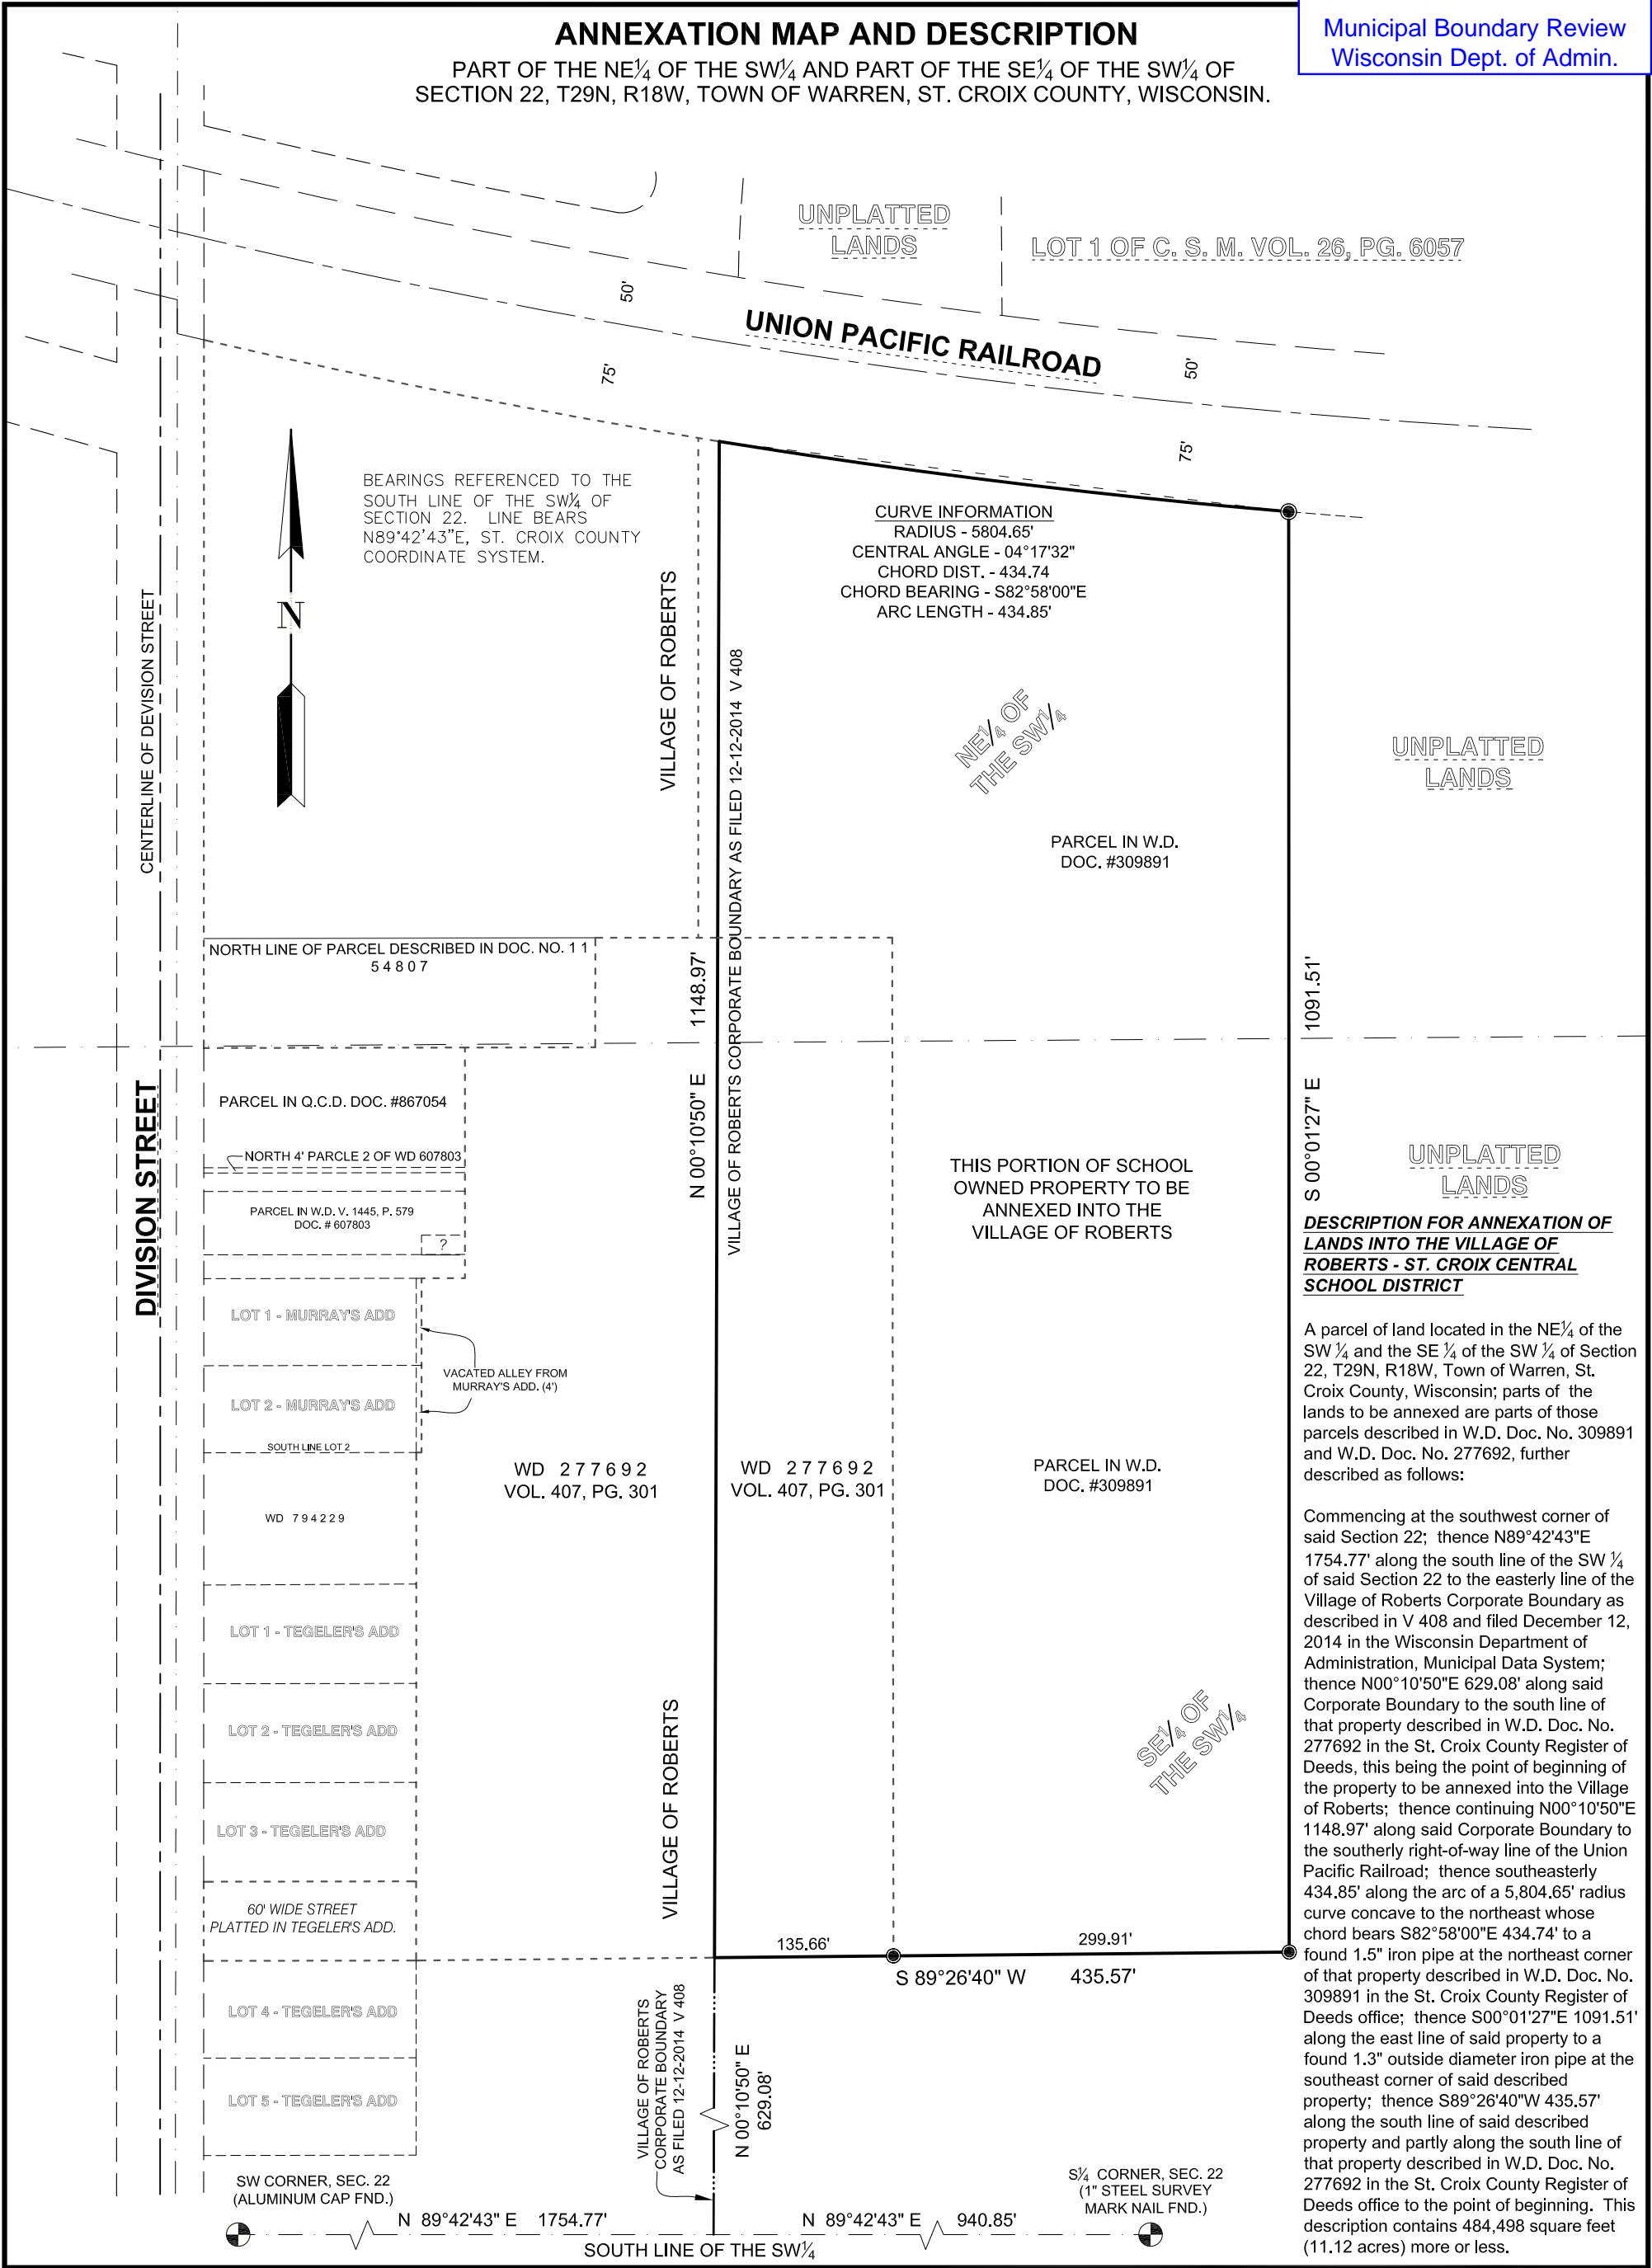 Municipal Boundary Review
Wisconsin Dept. of Admin.
ANNEXATION MAP AND DESCRIPTION
PART OF THE NE¼ OF THE SW¼ AND PART OF THE SE¼ OF THE SW¼ OF
SECTION 22, T29N, R18W, TOWN OF WARREN, ST. CROIX COUNTY, WISCONSIN.
UNPLATTED
LANDS
LOT 1 OF C. S. M. VOL. 26, PG. 6057
50'
UNION PACIFIC RAILROAD
50'
75'
75'
BEARINGS REFERENCED TO THE
SOUTH LINE OF THE SW¼ OF
SECTION 22. LINE BEARS
N89°42'43"E, ST. CROIX COUNTY
COORDINATE SYSTEM.
N
CURVE INFORMATION
RADIUS - 5804.65'
CENTRAL ANGLE - 04°17'32"
CHORD DIST. - 434.74
CHORD BEARING - S82°58'00"E
ARC LENGTH - 434.85'
CENTERLINE OF DEVISION STREET
VILLAGE OF ROBERTS
VILLAGE OF ROBERTS CORPORATE BOUNDARY AS FILED 12-12-2014 V 408
NE¼ OF
THE SW¼
UNPLATTED
LANDS
PARCEL IN W.D.
DOC. #309891
NORTH LINE OF PARCEL DESCRIBED IN DOC. NO. 1 1
5 4 8 0 7
N 00°10'50" E 1148.97'
S 00°01'27" E 1091.51'
DIVISION STREET
PARCEL IN Q.C.D. DOC. #867054
NORTH 4' PARCLE 2 OF WD 607803
PARCEL IN W.D. V. 1445, P. 579
DOC. # 607803
?
THIS PORTION OF SCHOOL
OWNED PROPERTY TO BE
ANNEXED INTO THE
VILLAGE OF ROBERTS
UNPLATTED
LANDS
LOT 1 - MURRAY'S ADD
VACATED ALLEY FROM
MURRAY'S ADD. (4')
LOT 2 - MURRAY'S ADD
SOUTH LINE LOT 2
WD 2 7 7 6 9 2
VOL. 407, PG. 301
WD 2 7 7 6 9 2
VOL. 407, PG. 301
PARCEL IN W.D.
DOC. #309891
WD 7 9 4 2 2 9
LOT 1 - TEGELER'S ADD
LOT 2 - TEGELER'S ADD
LOT 3 - TEGELER'S ADD
60' WIDE STREET
PLATTED IN TEGELER'S ADD.
LOT 4 - TEGELER'S ADD
LOT 5 - TEGELER'S ADD
VILLAGE OF ROBERTS
SE¼ OF
THE SW¼
135.66'
299.91'
S 89°26'40" W 435.57'
VILLAGE OF ROBERTS
CORPORATE BOUNDARY
AS FILED 12-12-2014 V 408
N 00°10'50" E
629.08'
SW CORNER, SEC. 22
(ALUMINUM CAP FND.)
S¼ CORNER, SEC. 22
(1" STEEL SURVEY
MARK NAIL FND.)
N 89°42'43" E 1754.77'
N 89°42'43" E 940.85'
SOUTH LINE OF THE SW¼
DESCRIPTION FOR ANNEXATION OF
LANDS INTO THE VILLAGE OF
ROBERTS - ST. CROIX CENTRAL
SCHOOL DISTRICT
A parcel of land located in the NE¼ of the
SW ¼ and the SE ¼ of the SW ¼ of Section
22, T29N, R18W, Town of Warren, St.
Croix County, Wisconsin; parts of the
lands to be annexed are parts of those
parcels described in W.D. Doc. No. 309891
and W.D. Doc. No. 277692, further
described as follows:
Commencing at the southwest corner of
said Section 22; thence N89°42'43"E
1754.77' along the south line of the SW ¼
of said Section 22 to the easterly line of the
Village of Roberts Corporate Boundary as
described in V 408 and filed December 12,
2014 in the Wisconsin Department of
Administration, Municipal Data System;
thence N00°10'50"E 629.08' along said
Corporate Boundary to the south line of
that property described in W.D. Doc. No.
277692 in the St. Croix County Register of
Deeds, this being the point of beginning of
the property to be annexed into the Village
of Roberts; thence continuing N00°10'50"E
1148.97' along said Corporate Boundary to
the southerly right-of-way line of the Union
Pacific Railroad; thence southeasterly
434.85' along the arc of a 5,804.65' radius
curve concave to the northeast whose
chord bears S82°58'00"E 434.74' to a
found 1.5" iron pipe at the northeast corner
of that property described in W.D. Doc. No.
309891 in the St. Croix County Register of
Deeds office; thence S00°01'27"E 1091.51'
along the east line of said property to a
found 1.3" outside diameter iron pipe at the
southeast corner of said described
property; thence S89°26'40"W 435.57'
along the south line of said described
property and partly along the south line of
that property described in W.D. Doc. No.
277692 in the St. Croix County Register of
Deeds office to the point of beginning. This
description contains 484,498 square feet
(11.12 acres) more or less.